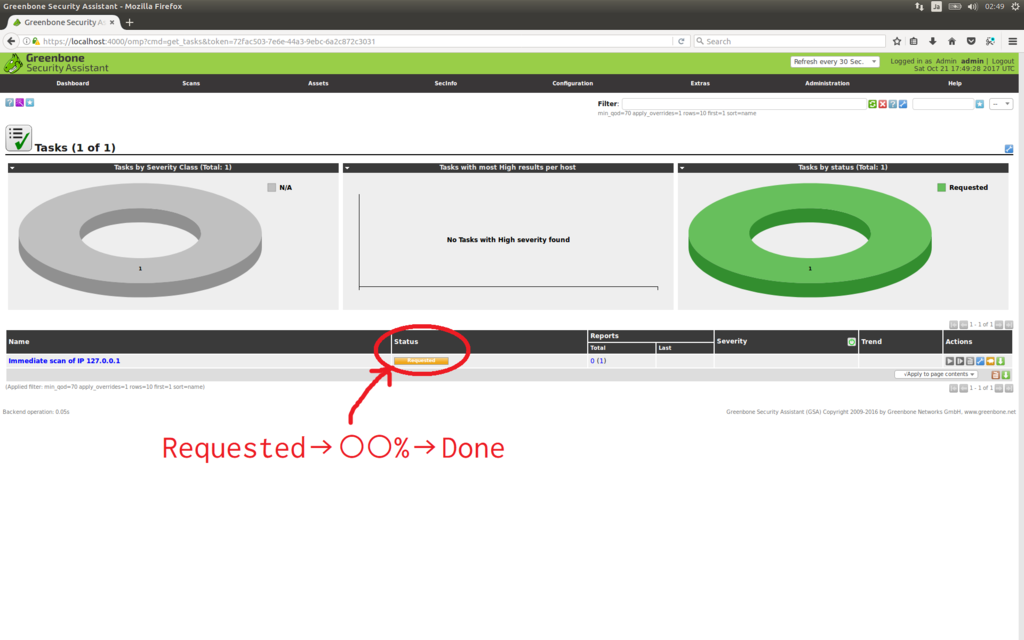 Greenbone Security Assistant - Mozilla Firefox
Ja
02:49
Greenbone Security A
https://localhost:4000/omp?cmd=get_tasks&token=72fac503-7e6e-44a3-9ebc-6a2c872c3031
Search
Greenbone
Security Assistant
Refresh every 30 Sec.
Logged in as Admin admin | Logout
Sat Oct 21 17:49:28 2017 UTC
Dashboard
Scans
Assets
SecInfo
Configuration
Extras
Administration
Help
Filter:
min_qod=70 apply_overrides=1 rows=10 first=1 sort=name
--
Tasks (1 of 1)
Tasks by Severity Class (Total: 1)
N/A
1
Tasks with most High results per host
No Tasks with High severity found
Tasks by status (Total: 1)
Requested
1
1 - 1 of 1
Name
Status
Reports
Total
Last
Severity
Trend
Actions
Immediate scan of IP 127.0.0.1
Requested
0 (1)
√Apply to page contents
(Applied filter: min_qod=70 apply_overrides=1 rows=10 first=1 sort=name)
1 - 1 of 1
Backend operation: 0.05s
Greenbone Security Assistant (GSA) Copyright 2009-2016 by Greenbone Networks GmbH, www.greenbone.net
Requested→○○%→Done